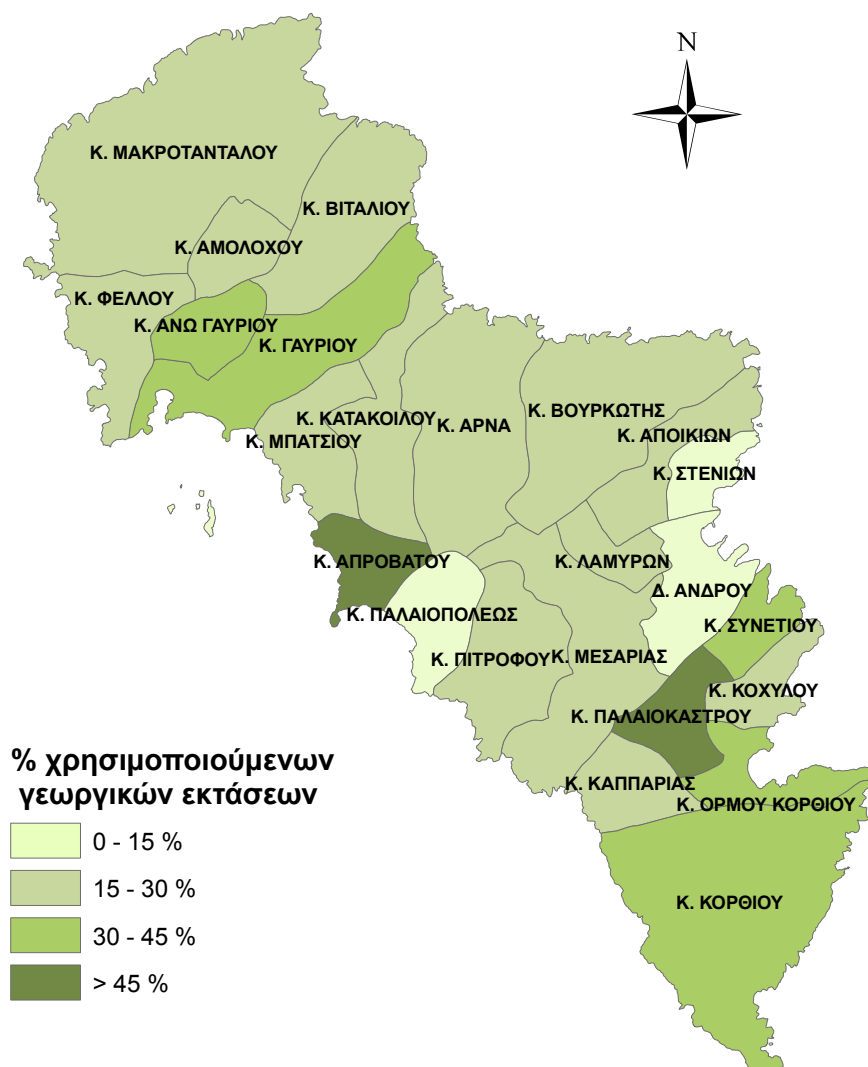 N
Κ. ΜΑΚΡΟΤΑΝΤΑΛΟΥ
Κ. ΒΙΤΑΛΙΟΥ
Κ. ΑΜΟΛΟΧΟΥ
Κ. ΦΕΛΛΟΥ
Κ. ΑΝΩ ΓΑΥΡΙΟΥ
Κ. ΓΑΥΡΙΟΥ
Κ. ΒΟΥΡΚΩΤΗΣ
Κ. ΚΑΤΑΚΟΙΛΟΥ
Κ. ΑΡΝΑ
Κ. ΑΠΟΙΚΙΩΝ
Κ. ΜΠΑΤΣΙΟΥ
Κ. ΣΤΕΝΙΩΝ
Κ. ΑΠΡΟΒΑΤΟΥ
Κ. ΛΑΜΥΡΩΝ
Δ. ΑΝΔΡΟΥ
Κ. ΠΑΛΑΙΟΠΟΛΕΩΣ
Κ. ΣΥΝΕΤΙΟΥ
Κ. ΠΙΤΡΟΦΟΥ
Κ. ΜΕΣΑΡΙΑΣ
Κ. ΚΟΧΥΛΟΥ
Κ. ΠΑΛΑΙΟΚΑΣΤΡΟΥ
Κ. ΚΑΠΠΑΡΙΑΣ
Κ. ΟΡΜΟΥ ΚΟΡΘΙΟΥ
Κ. ΚΟΡΘΙΟΥ
% χρησιμοποιούμενων
γεωργικών εκτάσεων
0 - 15 %
15 - 30 %
30 - 45 %
> 45 %